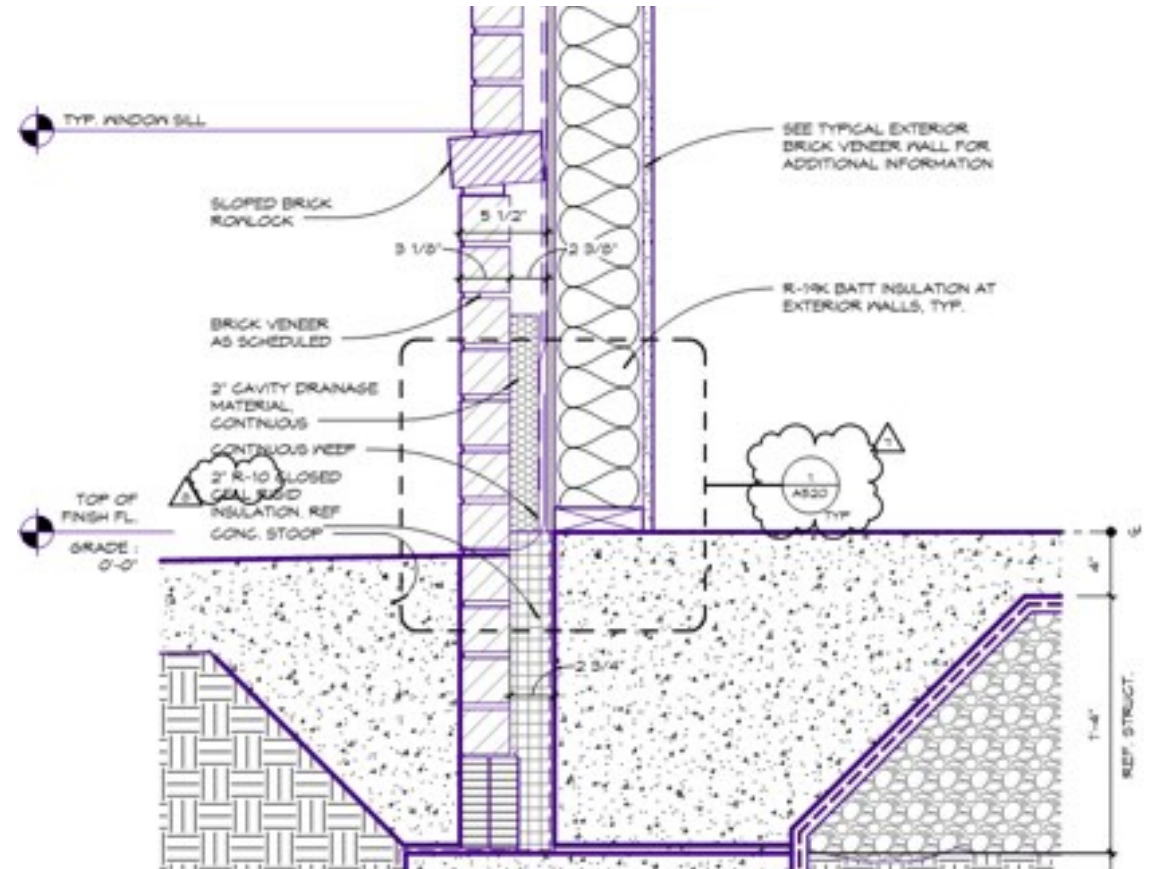 TYP. WINDOW SILL
SEE TYPICAL EXTERIOR
BRICK VENEER WALL FOR
ADDITIONAL INFORMATION
SLOPED BRICK
ROWLOCK
5 1/2"
3 1/8"
2 3/8"
R-19K BATT INSULATION AT
EXTERIOR WALLS, TYP.
BRICK VENEER
AS SCHEDULED
2" CAVITY DRAINAGE
MATERIAL,
CONTINUOUS
CONTINUOUS WEEP
2" R-10 CLOSED
CELL RIGID
INSULATION. REF
CONC. STOOP
TOP OF
FINISH FL.
GRADE :
0'-0"
1
A520
TYP
4"
2 3/4"
1'-4"
REF STRUCT.